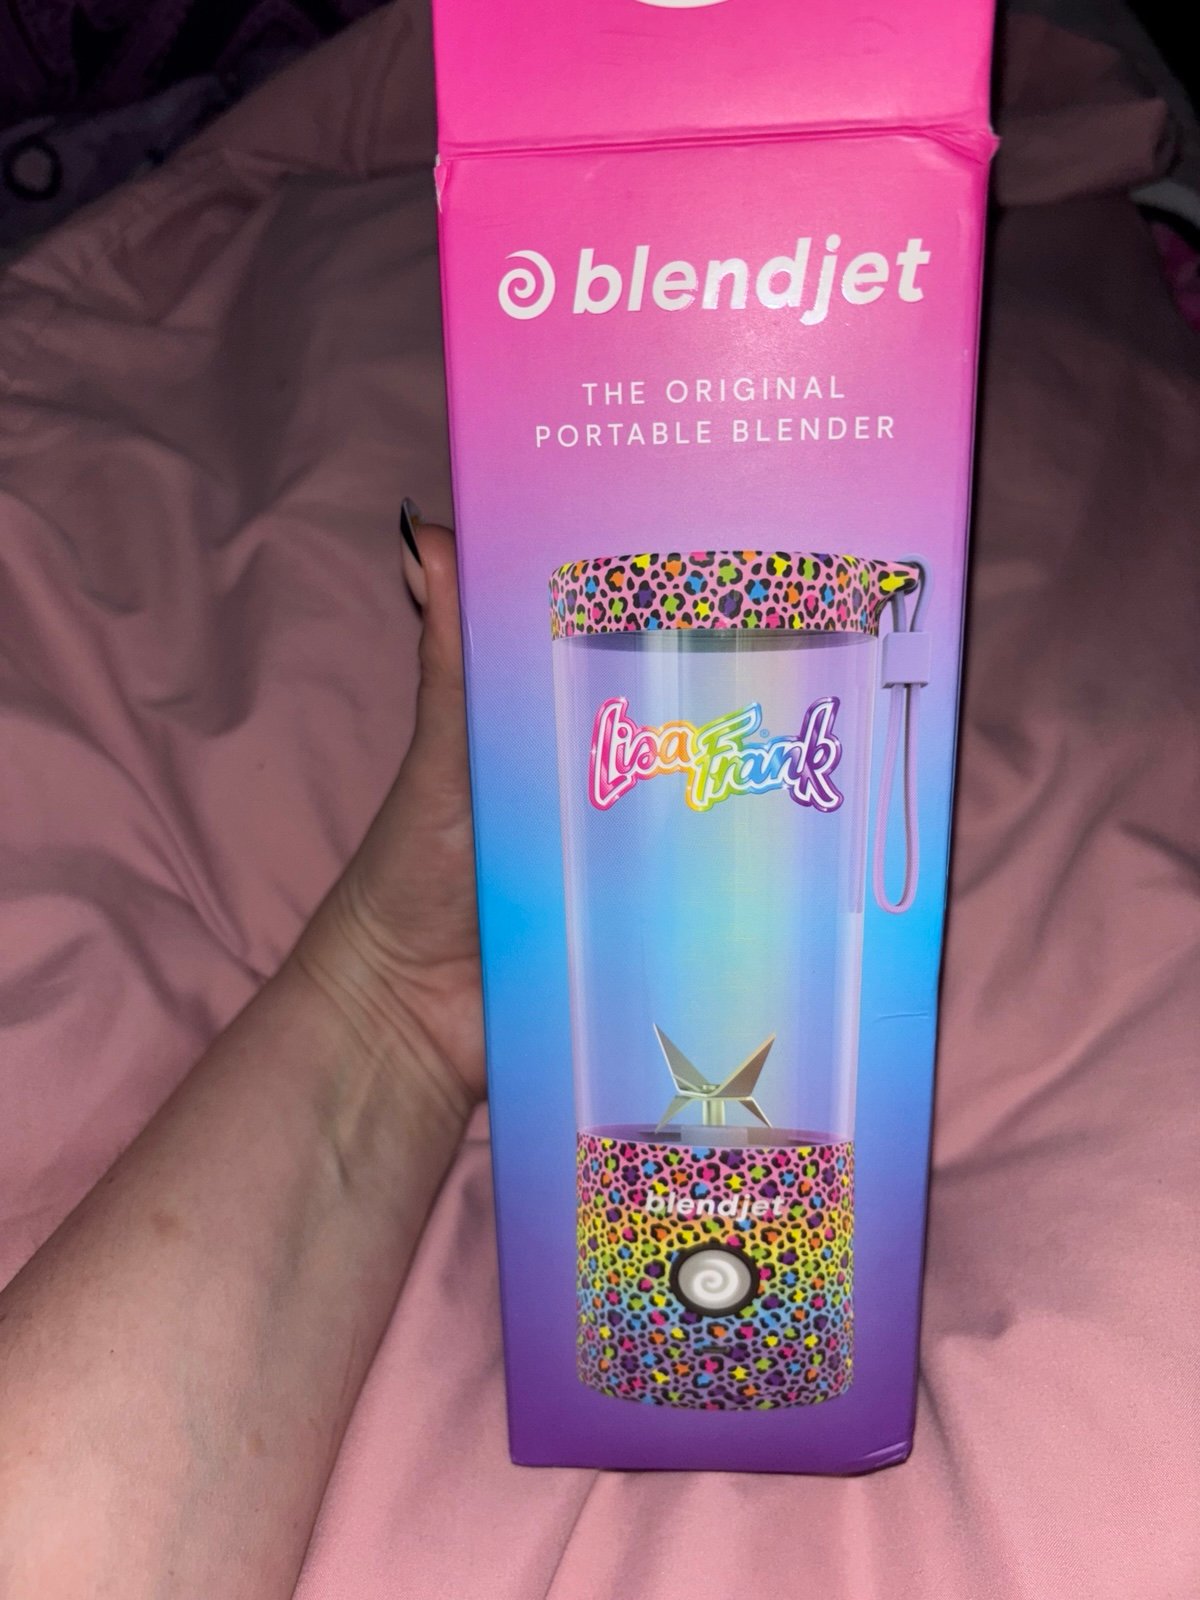 blendjet
THE ORIGINAL
PORTABLE BLENDER
Lisa Frank®
blendjet